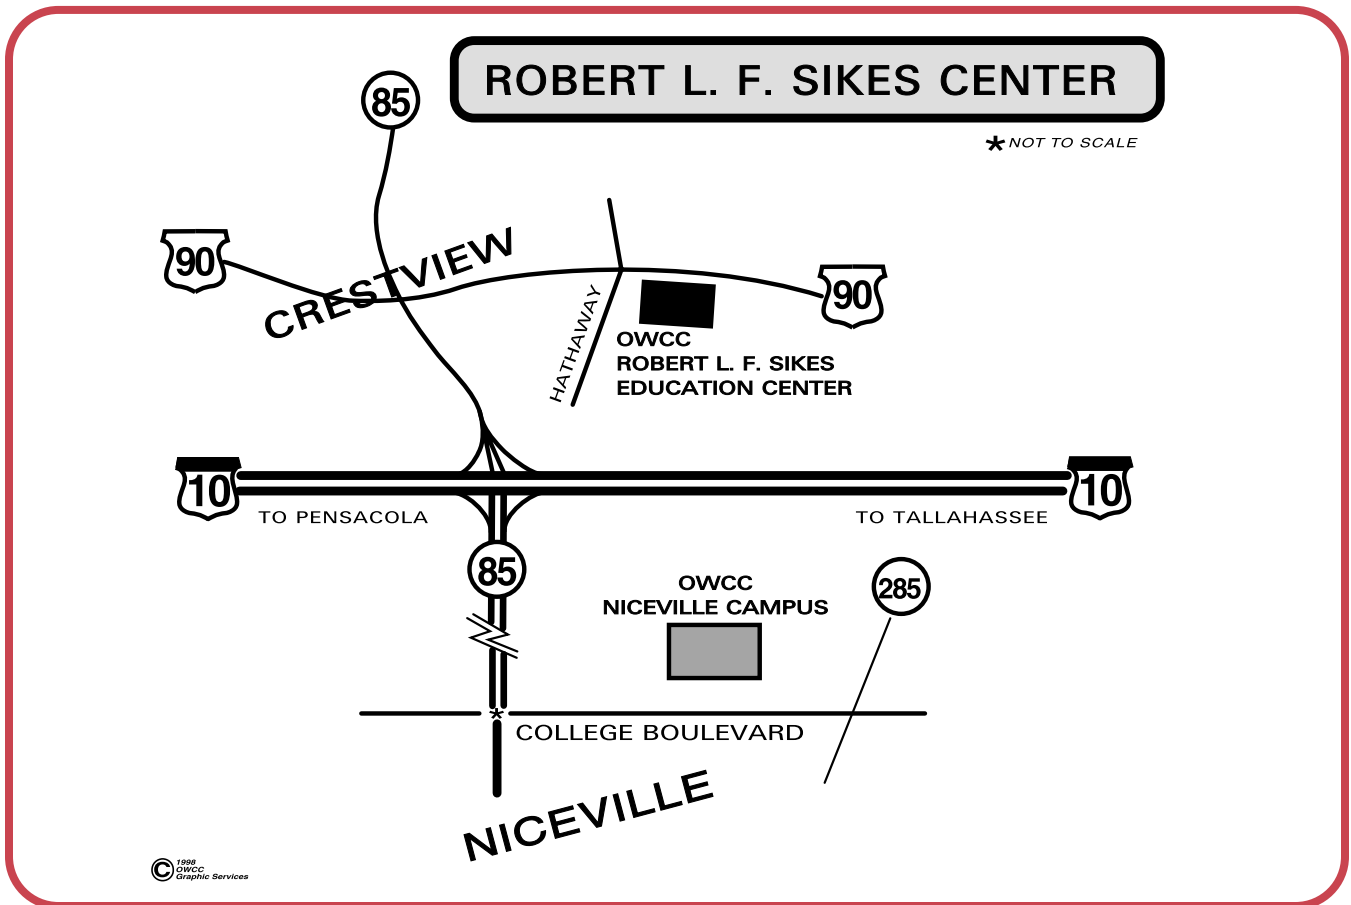 ROBERT L. F. SIKES CENTER
85
*NOT TO SCALE
CRESTVIEW
90
90
HATHAWAY
OWCC
ROBERT L. F. SIKES
EDUCATION CENTER
10
10
TO PENSACOLA
TO TALLAHASSEE
85
OWCC
NICEVILLE CAMPUS
285
*
COLLEGE BOULEVARD
NICEVILLE
© 1998
OWCC
Graphic Services